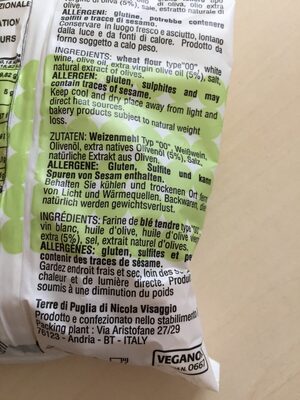 olio extravergine di
oliva (5%), sale,
oliva.
ALLERGENI: glutine, potrebbe contenere
solfiti e tracce di sesamo.
Conservare in luogo fresco e asciutto, lontano
dalla luce e da fonti di calore. Prodotto da
forno soggetto a calo peso.
INGREDIENTS: wheat flour type"00", white
wine, olive oil, extra virgin olive oil (5%), salt,
natural extract of olives.
ALLERGEN: gluten, sulphites and may
contain traces of sesame.
Keep cool and dry place away from light and
direct heat sources.
bakery products subject to natural weight
loss.
ZUTATEN: Weizenmehl Typ "00", Weißwein,
Olivenöl, extra natives Olivenöl (5%), Salz,
natürliche Extrakt aus Oliven.
ALLERGENE: Gluten, Sulfite und kann
Spuren von Sesam enthalten.
Behalten Sie kühlen und trockenen Ort
von Licht und Wärmequellen. Backwaren, die
natürlich werden gewichtsverlust.
INGRÉDIENTS: Farine de blé tendre type"00",
vin blanc, huile d'olive, huile d'olive
extra (5%), sel, extrait naturel d'olives.
ALLERGÈNES: gluten, sulfites et
contenir des traces de sésame.
Gardez endroit frais et sec, loin des
chaleur et de lumière directe.
soumis à une diminution du poids
Terre di Puglia di Nicola Visaggio
Prodotto e confezionato nello stabilimento
Packing plant : Via Aristofane 27/29
76123 - Andria - BT - ITALY
VEGANO